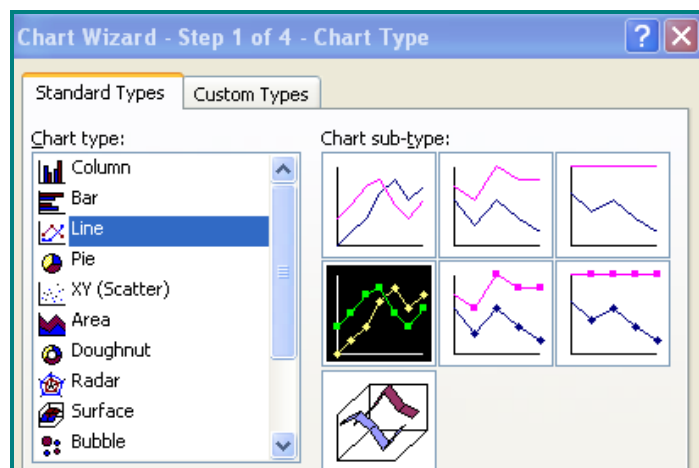 Chart Wizard - Step 1 of 4 - Chart Type
?
Standard Types
Custom Types
Chart type:
Column
Bar
Line
Pie
XY (Scatter)
Area
Doughnut
Radar
Surface
Bubble
Chart sub-type: